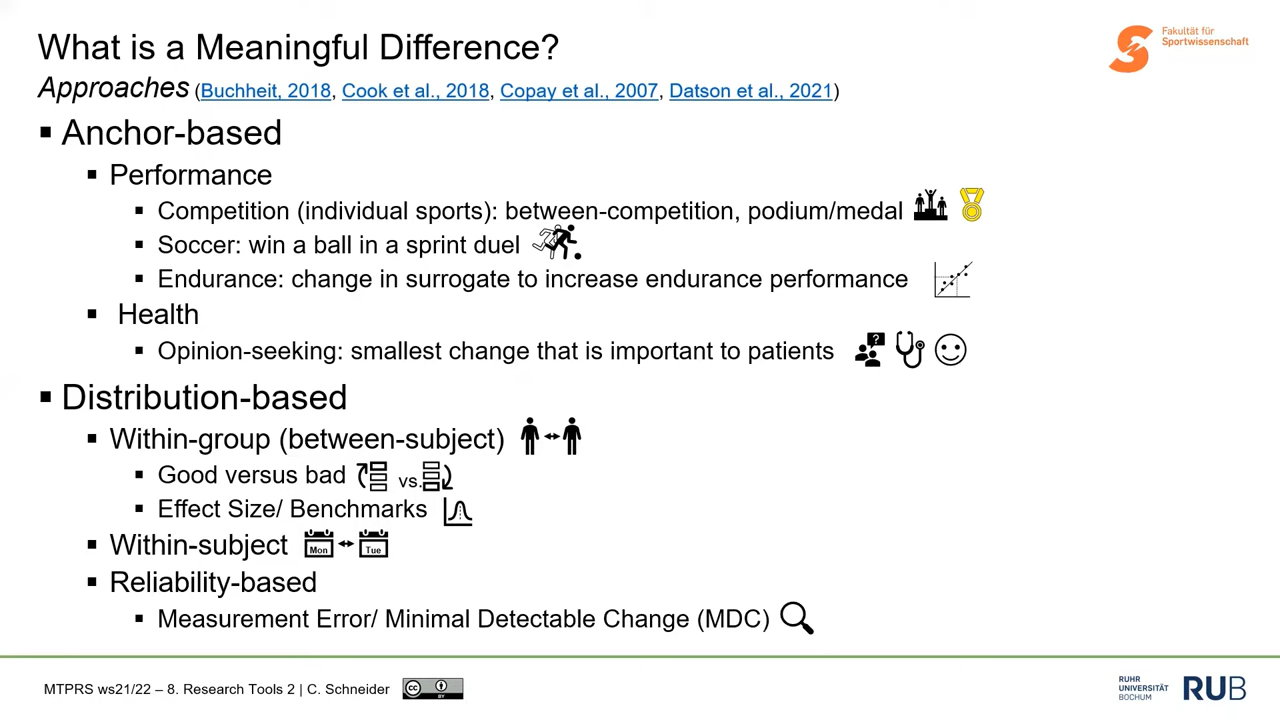 What is a Meaningful Difference?
Fakultät für
Sportwissenschaft
Approaches (Buchheit, 2018, Cook et al., 2018, Copay et al., 2007, Datson et al., 2021)
▪ Anchor-based
▪ Performance
▪ Competition (individual sports): between-competition, podium/medal
▪ Soccer: win a ball in a sprint duel
▪ Endurance: change in surrogate to increase endurance performance
▪ Health
▪ Opinion-seeking: smallest change that is important to patients
▪ Distribution-based
▪ Within-group (between-subject)
▪ Good versus bad vs.
▪ Effect Size/ Benchmarks
▪ Within-subject Mon Tue
▪ Reliability-based
▪ Measurement Error/ Minimal Detectable Change (MDC)
MTPRS ws21/22 – 8. Research Tools 2 | C. Schneider cc BY
RUHR
UNIVERSITÄT
BOCHUM
RUB